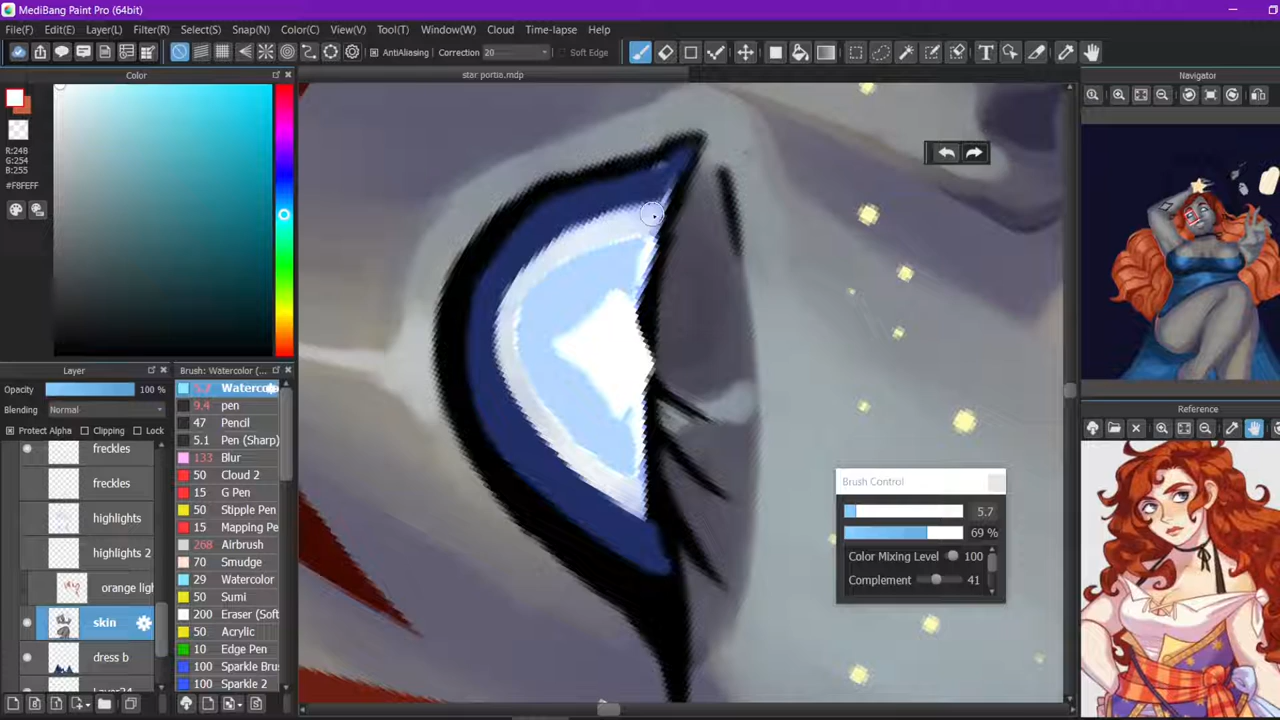 MediBang Paint Pro (64bit)
File(F) Edit(E) Layer(L) Filter(R) Select(S) Snap(N) Color(C) View(V) Tool(T) Window(W) Cloud Time-lapse Help
AntiAliasing Correction 20 Soft Edge
Color
star portia.mdp
Navigator
R:248
G:254
B:255
#F8FEFF
Layer
Opacity 100 %
Blending Normal
Protect Alpha Clipping Lock
freckles
freckles
highlights
highlights 2
orange ligl
skin
dress b
Brush: Watercolor (...
5.7 Watercolo
9.4 pen
47 Pencil
5.1 Pen (Sharp)
133 Blur
50 Cloud 2
15 G Pen
50 Stipple Pen
15 Mapping Pe
268 Airbrush
70 Smudge
29 Watercolor
50 Sumi
200 Eraser (Soft
50 Acrylic
10 Edge Pen
100 Sparkle Brus
100 Sparkle 2
Brush Control
5.7
69 %
Color Mixing Level 100
Complement 41
Reference